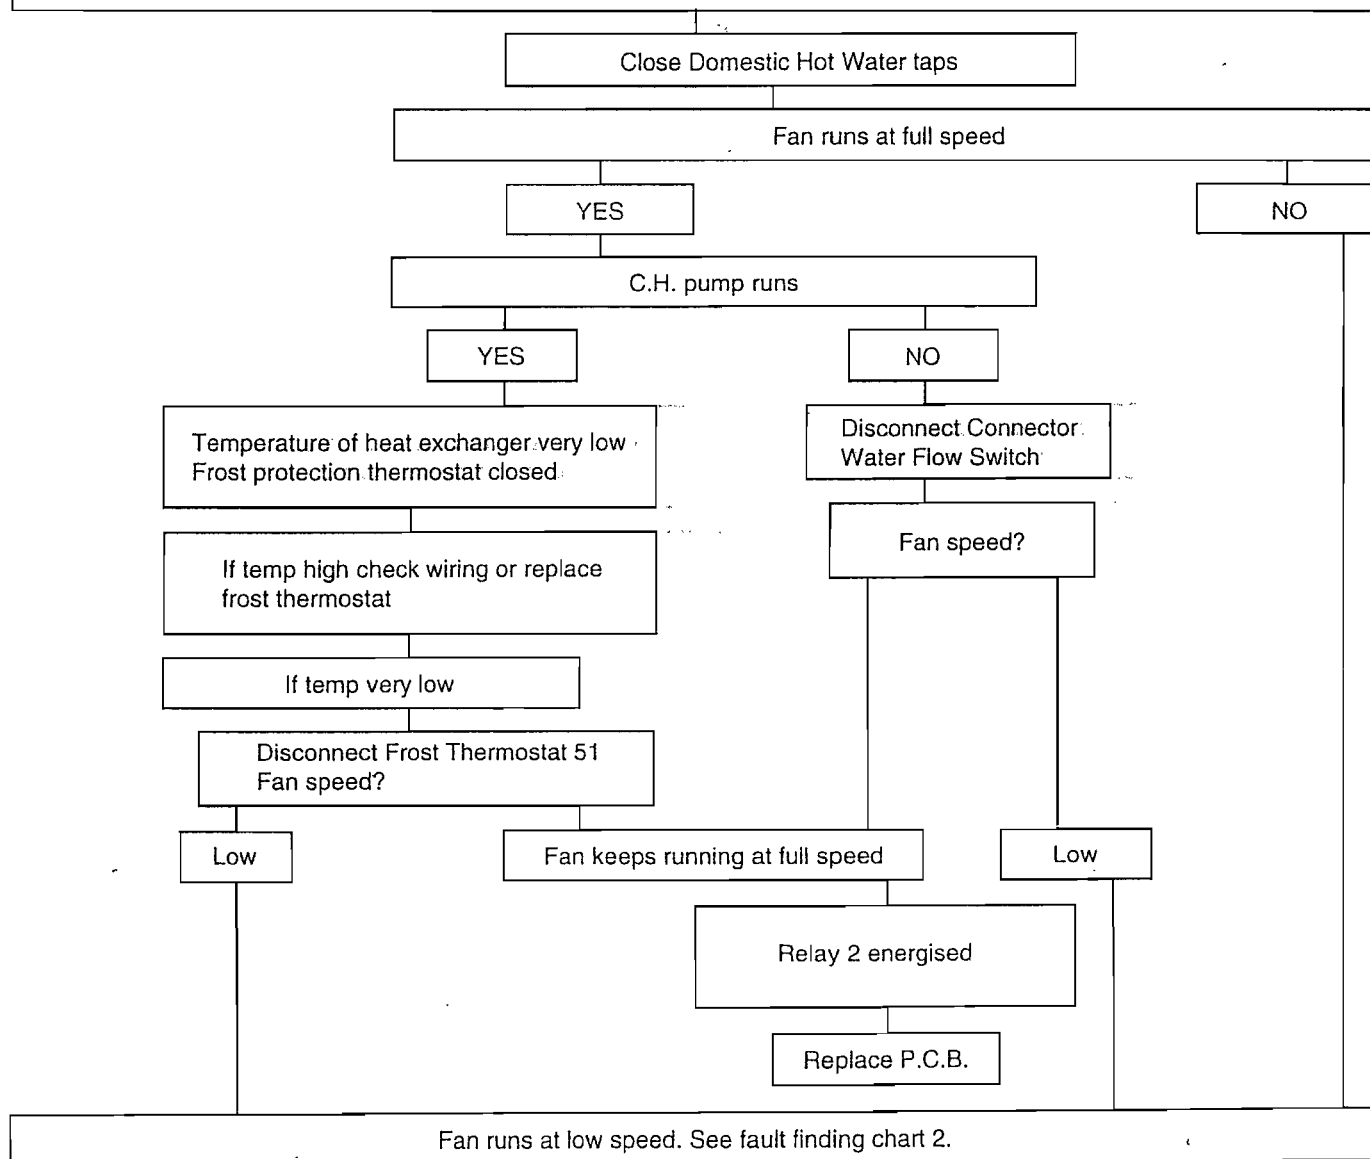 Close Domestic Hot Water taps
Fan runs at full speed
YES
NO
C.H. pump runs
YES
NO
Temperature of heat exchanger very low
Frost protection thermostat closed
Disconnect Connector
Water Flow Switch
Fan speed?
If temp high check wiring or replace
frost thermostat
If temp very low
Disconnect Frost Thermostat 51
Fan speed?
Low
Fan keeps running at full speed
Low
Relay 2 energised
Replace P.C.B.
Fan runs at low speed. See fault finding chart 2.